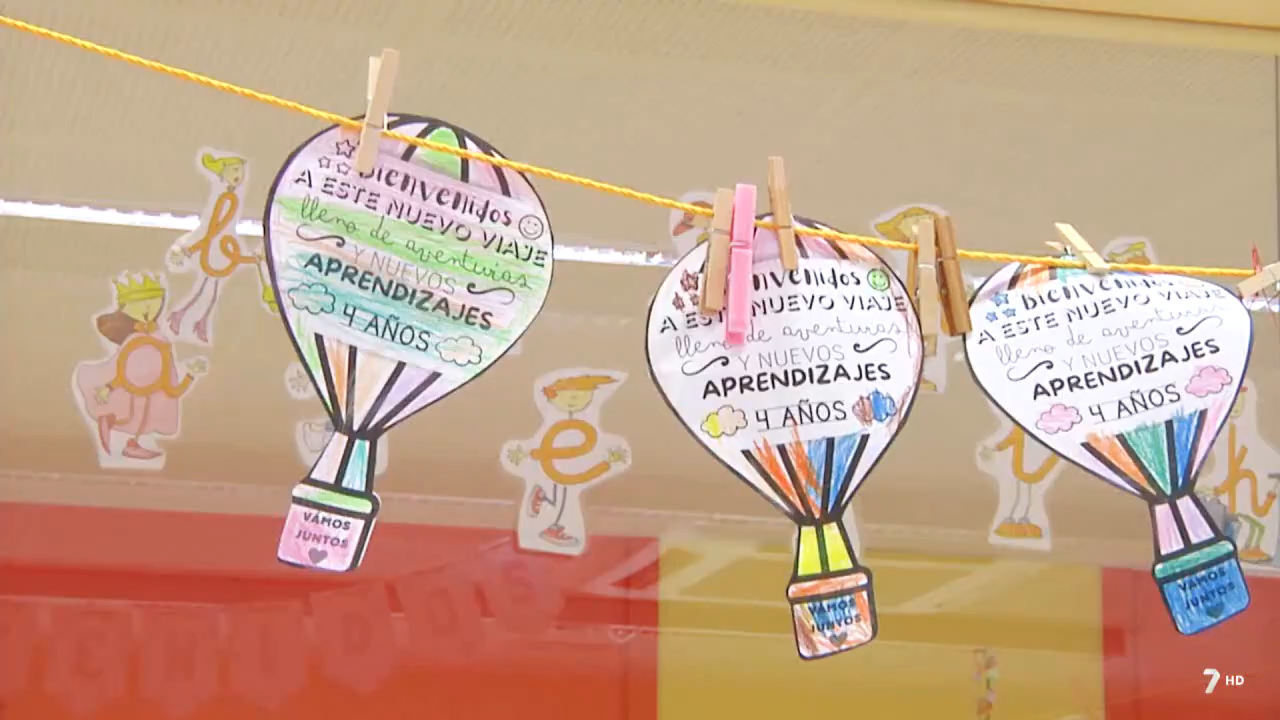 bienvenidos
A ESTE NUEVO VIAJE
lleno de aventuras
Y NUEVOS
APRENDIZAJES
4 AÑOS
VAMOS
JUNTOS
bienvenidos
A ESTE NUEVO VIAJE
lleno de aventuras
Y NUEVOS
APRENDIZAJES
4 AÑOS
VAMOS
JUNTOS
bienvenidos
A ESTE NUEVO VIAJE
lleno de aventuras
Y NUEVOS
APRENDIZAJES
4 AÑOS
VAMOS
JUNTOS
b
a
e
i
h
7 HD